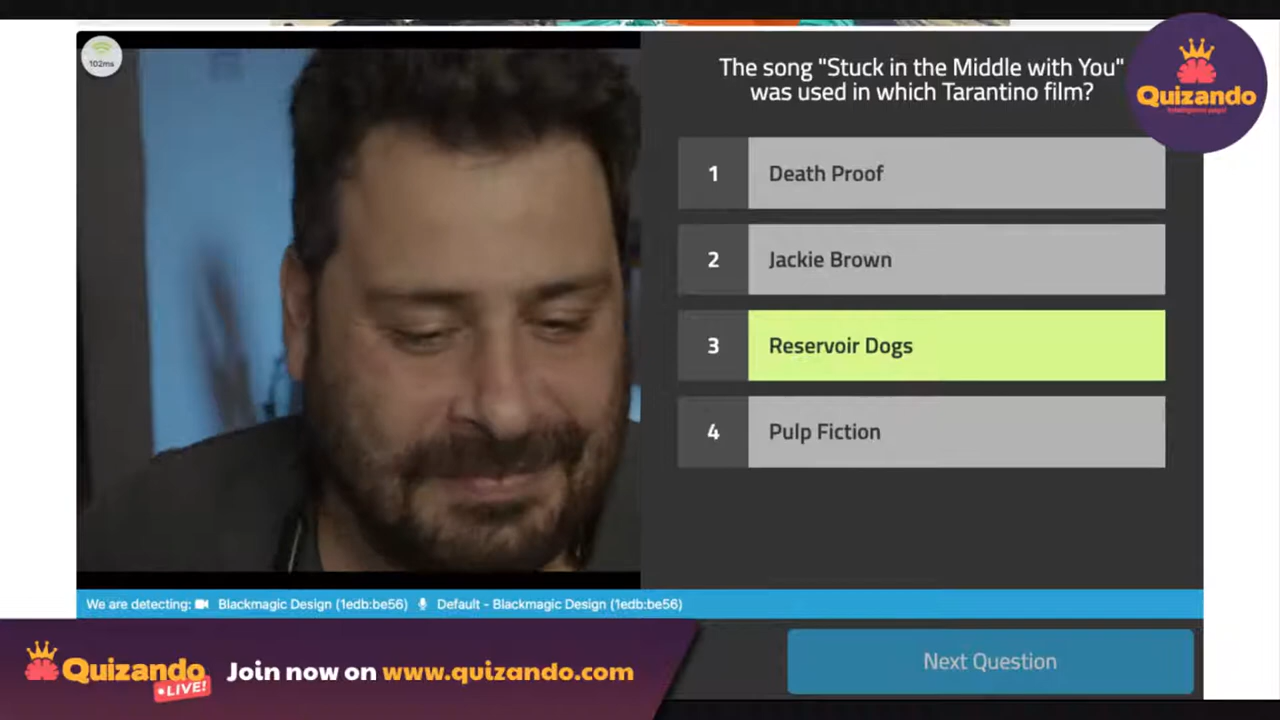 102ms
The song "Stuck in the Middle with You"
was used in which Tarantino film?
Quizando
1 Death Proof
2 Jackie Brown
3 Reservoir Dogs
4 Pulp Fiction
We are detecting: Blackmagic Design (1edb:be56) Default - Blackmagic Design (1edb:be56)
Quizando
LIVE!
Join now on www.quizando.com
Next Question